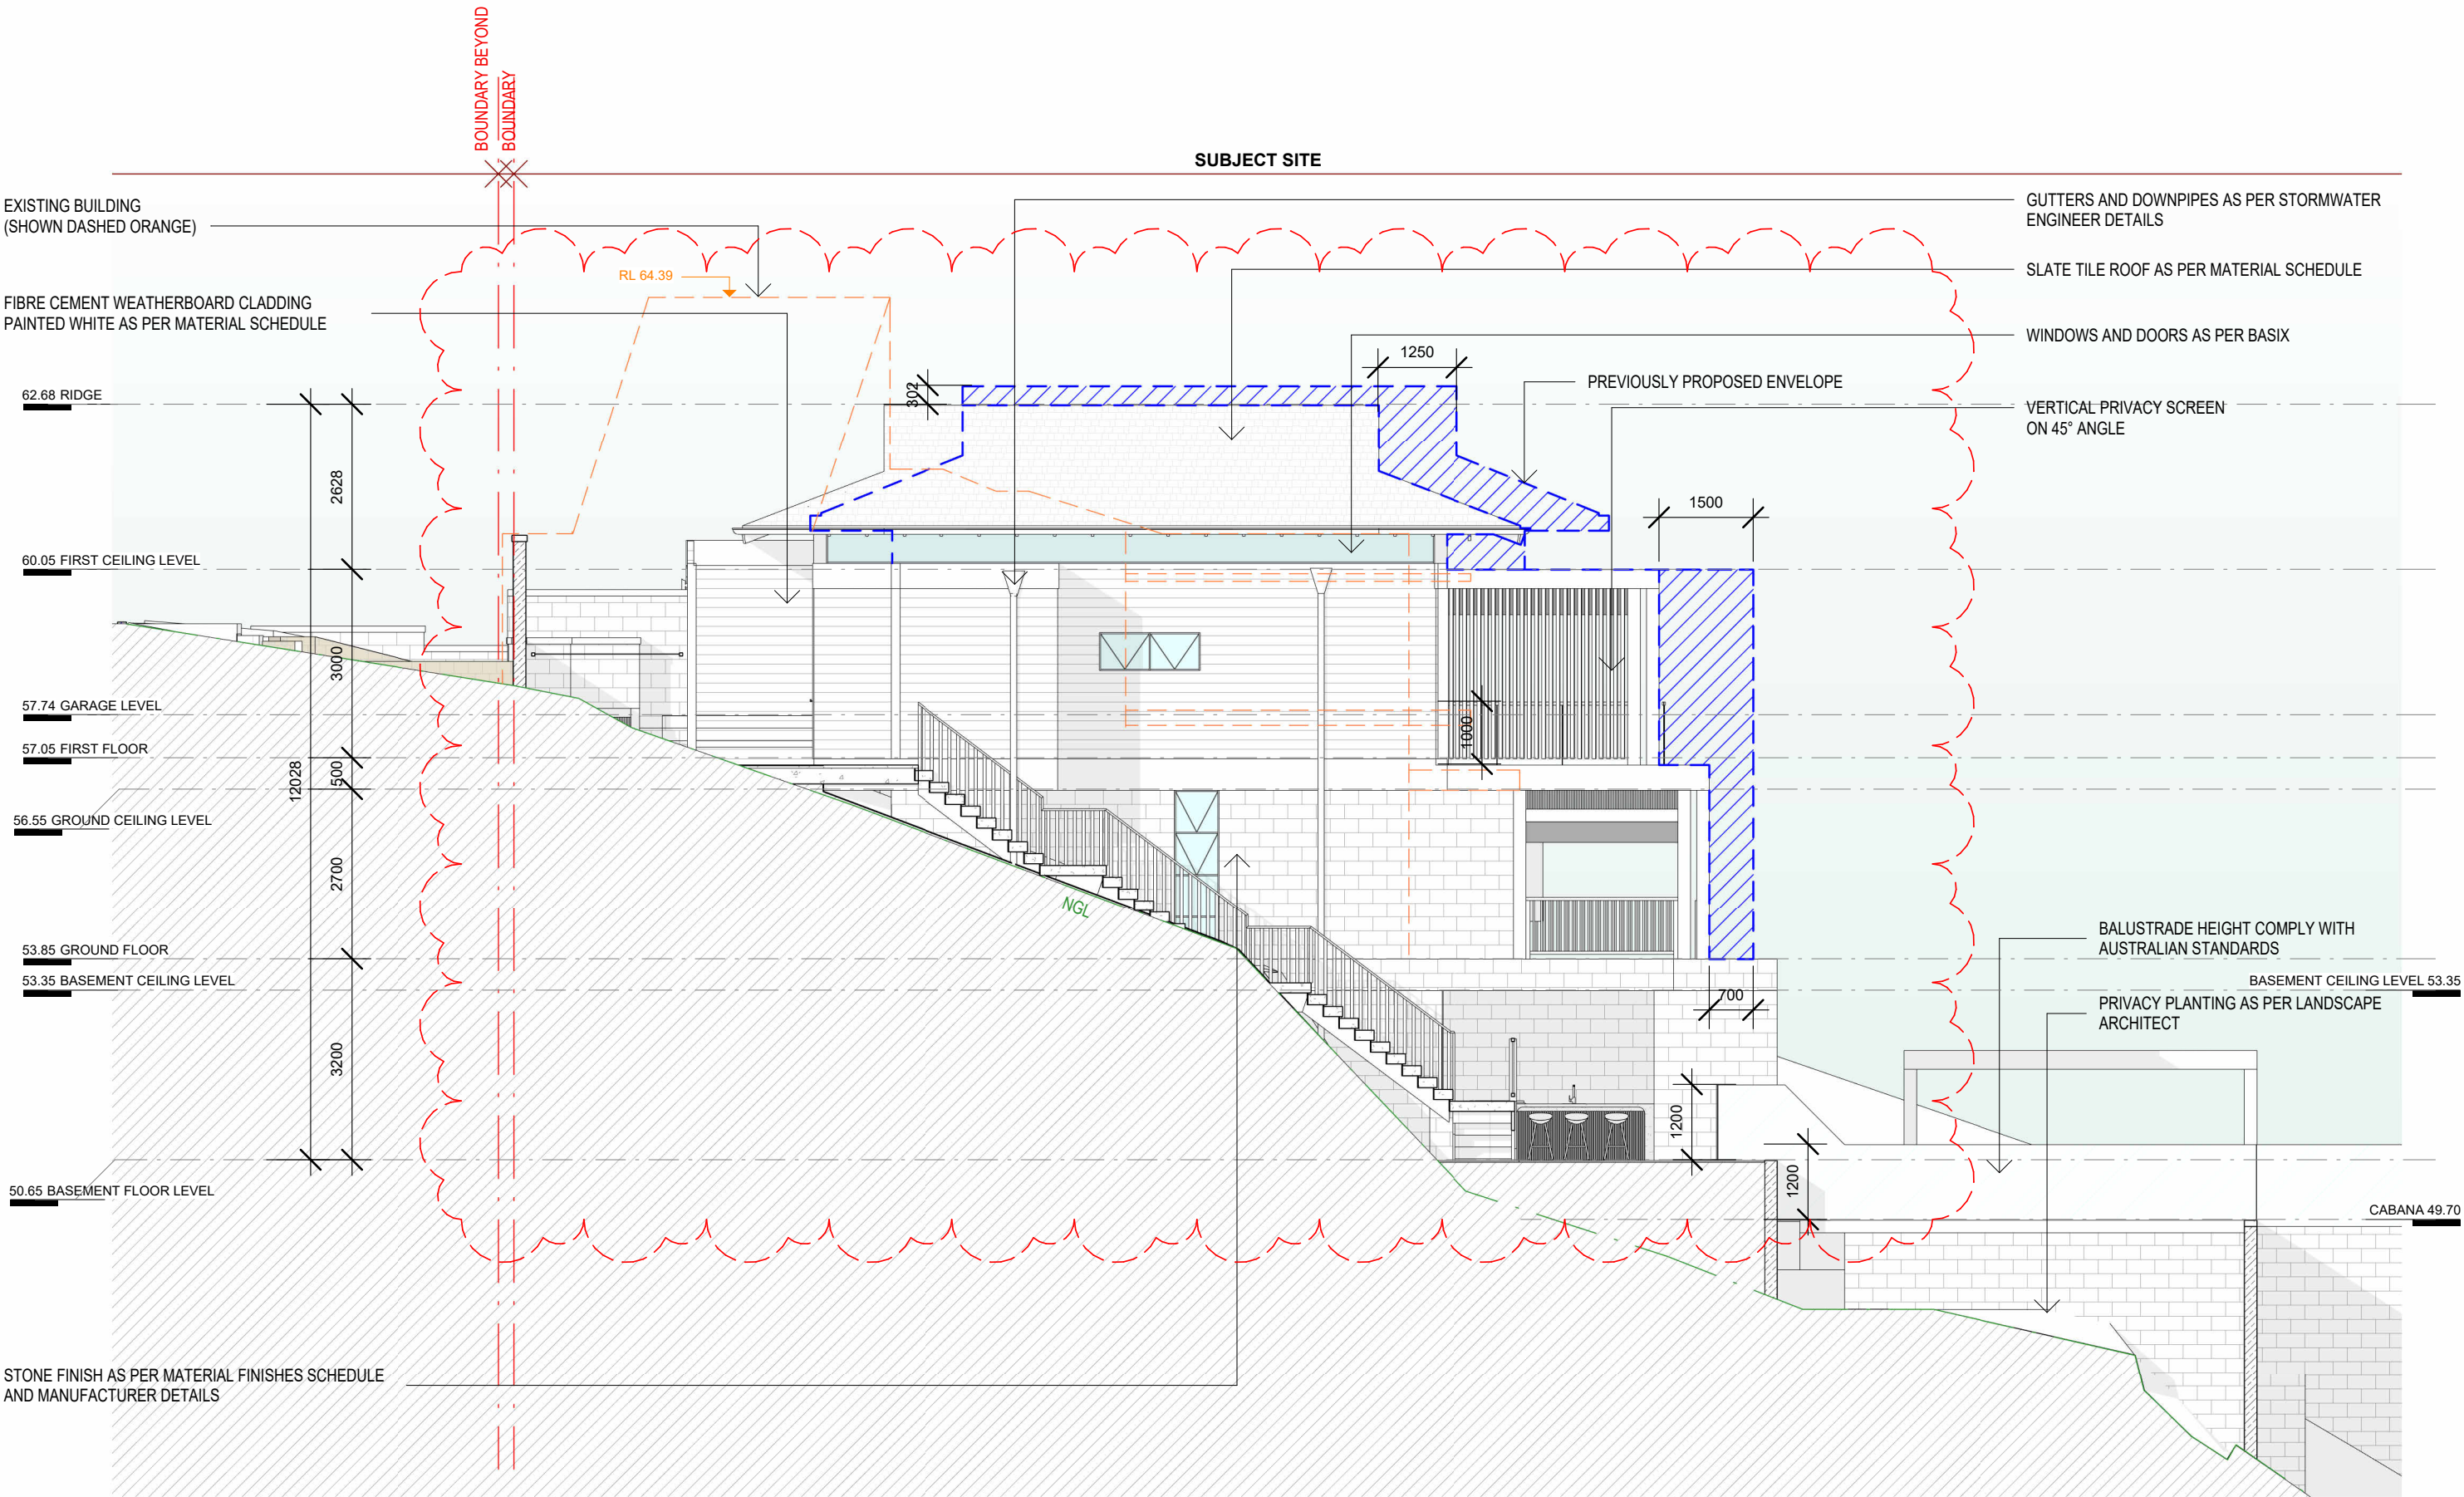 BOUNDARY BEYOND
BOUNDARY
SUBJECT SITE
EXISTING BUILDING
(SHOWN DASHED ORANGE)
GUTTERS AND DOWNPIPES AS PER STORMWATER
ENGINEER DETAILS
RL 64.39
SLATE TILE ROOF AS PER MATERIAL SCHEDULE
FIBRE CEMENT WEATHERBOARD CLADDING
PAINTED WHITE AS PER MATERIAL SCHEDULE
WINDOWS AND DOORS AS PER BASIX
1250
PREVIOUSLY PROPOSED ENVELOPE
302
62.68 RIDGE
VERTICAL PRIVACY SCREEN
ON 45° ANGLE
2628
1500
60.05 FIRST CEILING LEVEL
3000
57.74 GARAGE LEVEL
1000
57.05 FIRST FLOOR
500
12028
56.55 GROUND CEILING LEVEL
2700
NGL
53.85 GROUND FLOOR
BALUSTRADE HEIGHT COMPLY WITH
AUSTRALIAN STANDARDS
53.35 BASEMENT CEILING LEVEL
BASEMENT CEILING LEVEL 53.35
700
PRIVACY PLANTING AS PER LANDSCAPE
ARCHITECT
3200
1200
1200
50.65 BASEMENT FLOOR LEVEL
CABANA 49.70
STONE FINISH AS PER MATERIAL FINISHES SCHEDULE
AND MANUFACTURER DETAILS